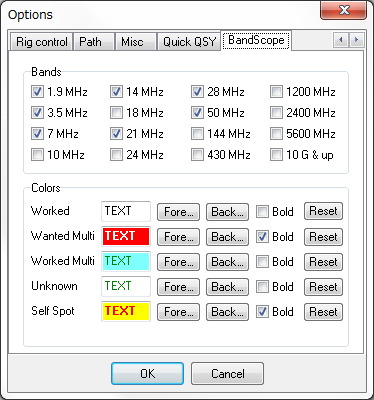 Options
Rig control Path Misc Quick QSY BandScope
Bands
1.9 MHz 14 MHz 28 MHz 1200 MHz
3.5 MHz 18 MHz 50 MHz 2400 MHz
7 MHz 21 MHz 144 MHz 5600 MHz
10 MHz 24 MHz 430 MHz 10 G & up
Colors
Worked TEXT Fore... Back... Bold Reset
Wanted Multi TEXT Fore... Back... Bold Reset
Worked Multi TEXT Fore... Back... Bold Reset
Unknown TEXT Fore... Back... Bold Reset
Self Spot TEXT Fore... Back... Bold Reset
OK Cancel